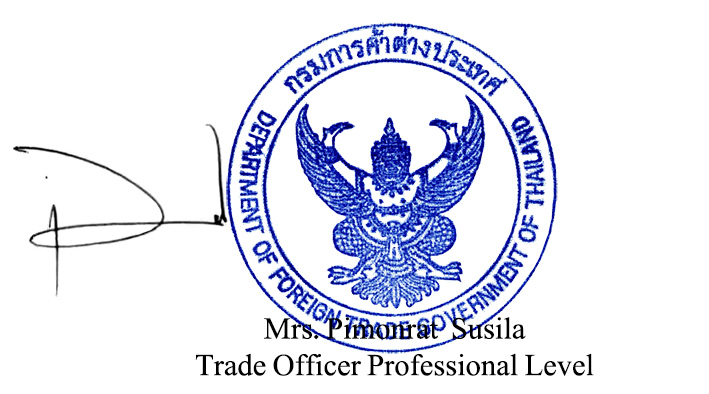 กรมการค้าต่างประเทศ
DEPARTMENT OF FOREIGN TRADE GOVERNMENT OF THAILAND
Mrs. Pimonrat Susila
Trade Officer Professional Level